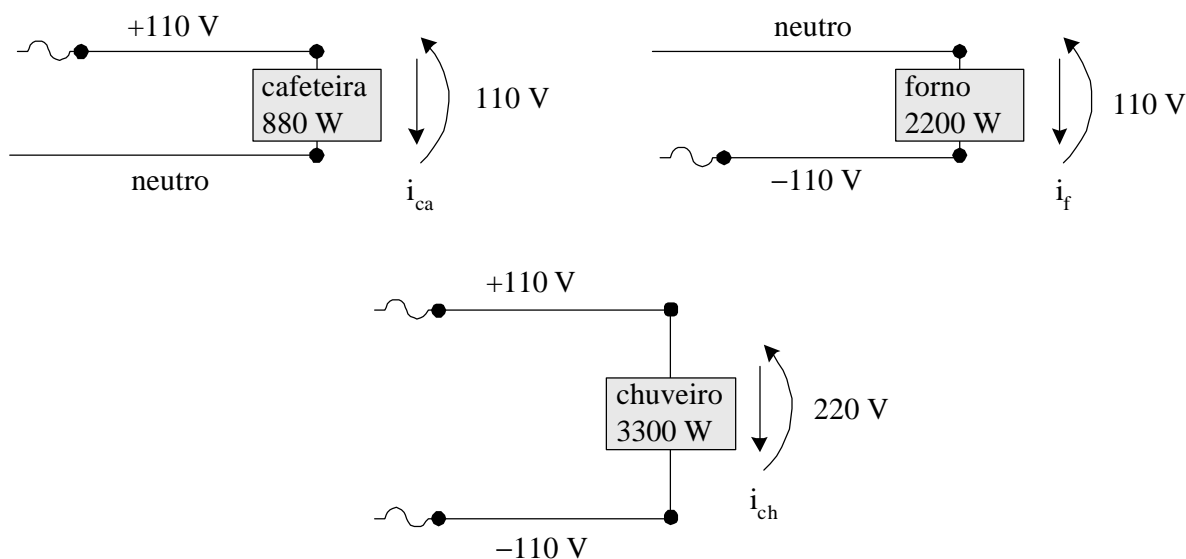 +110 V
cafeteira
880 W
110 V
neutro
i_ca
neutro
forno
2200 W
110 V
−110 V
i_f
+110 V
chuveiro
3300 W
220 V
i_ch
−110 V